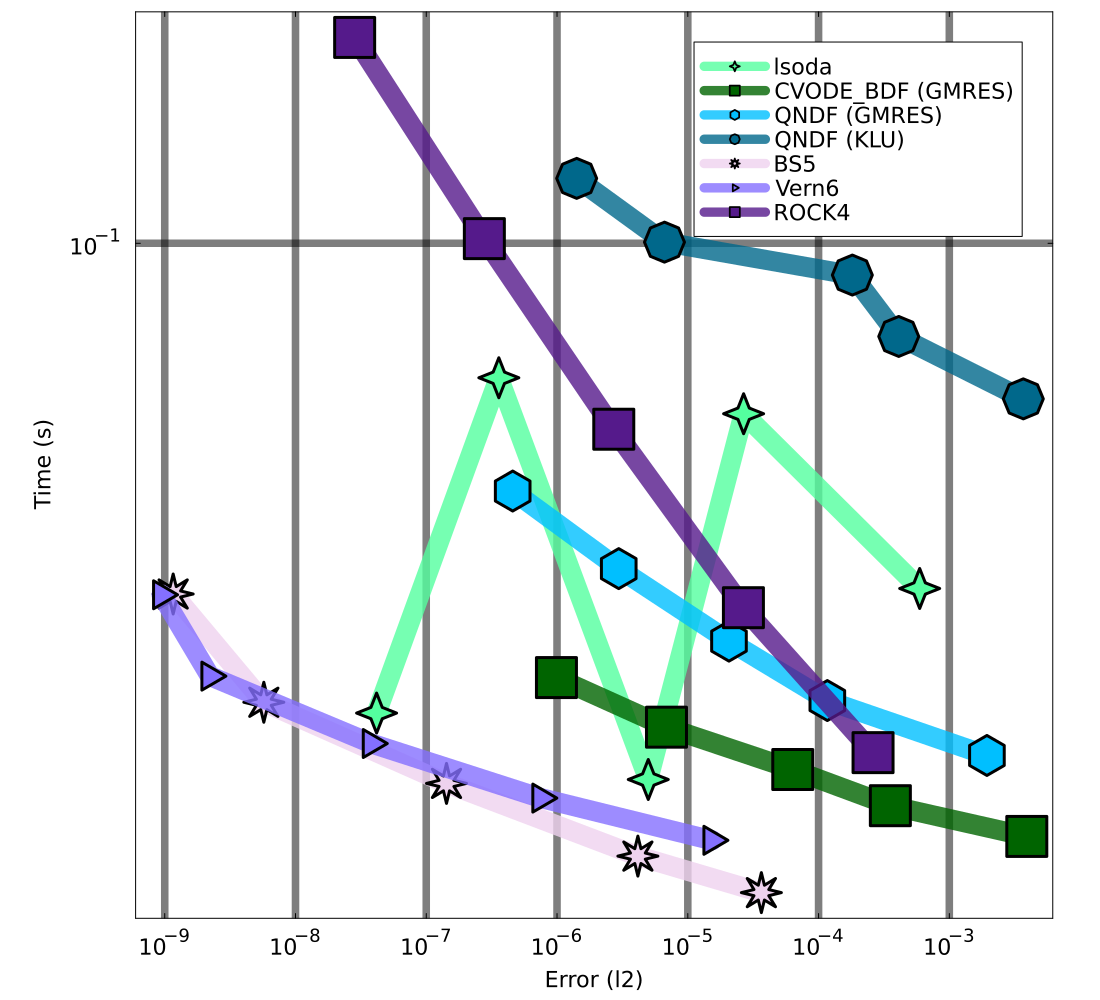 lsoda
CVODE_BDF (GMRES)
QNDF (GMRES)
QNDF (KLU)
BS5
Vern6
ROCK4
10⁻¹
Time (s)
10⁻⁹ 10⁻⁸ 10⁻⁷ 10⁻⁶ 10⁻⁵ 10⁻⁴ 10⁻³
Error (l2)